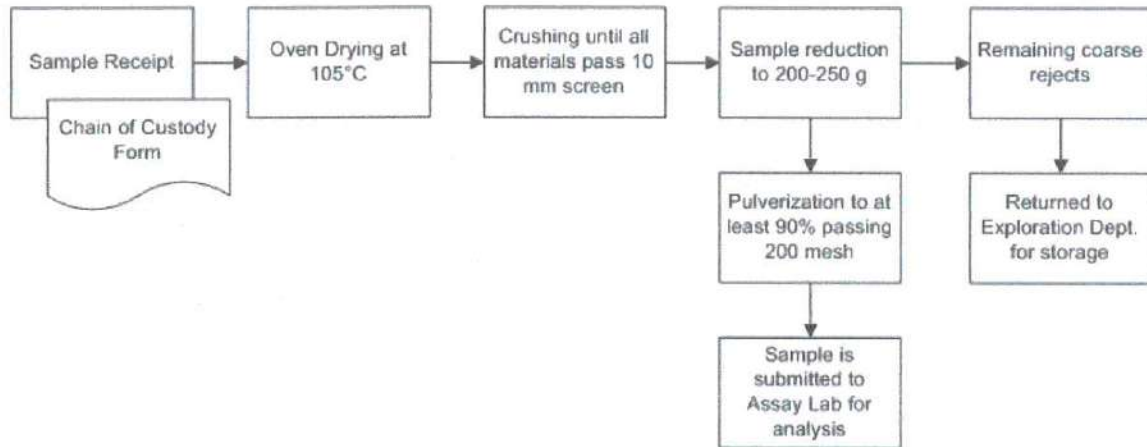 Sample Receipt
Chain of Custody
Form
Oven Drying at
105°C
Crushing until all
materials pass 10
mm screen
Sample reduction
to 200-250 g
Remaining coarse
rejects
Pulverization to at
least 90% passing
200 mesh
Returned to
Exploration Dept.
for storage
Sample is
submitted to
Assay Lab for
analysis